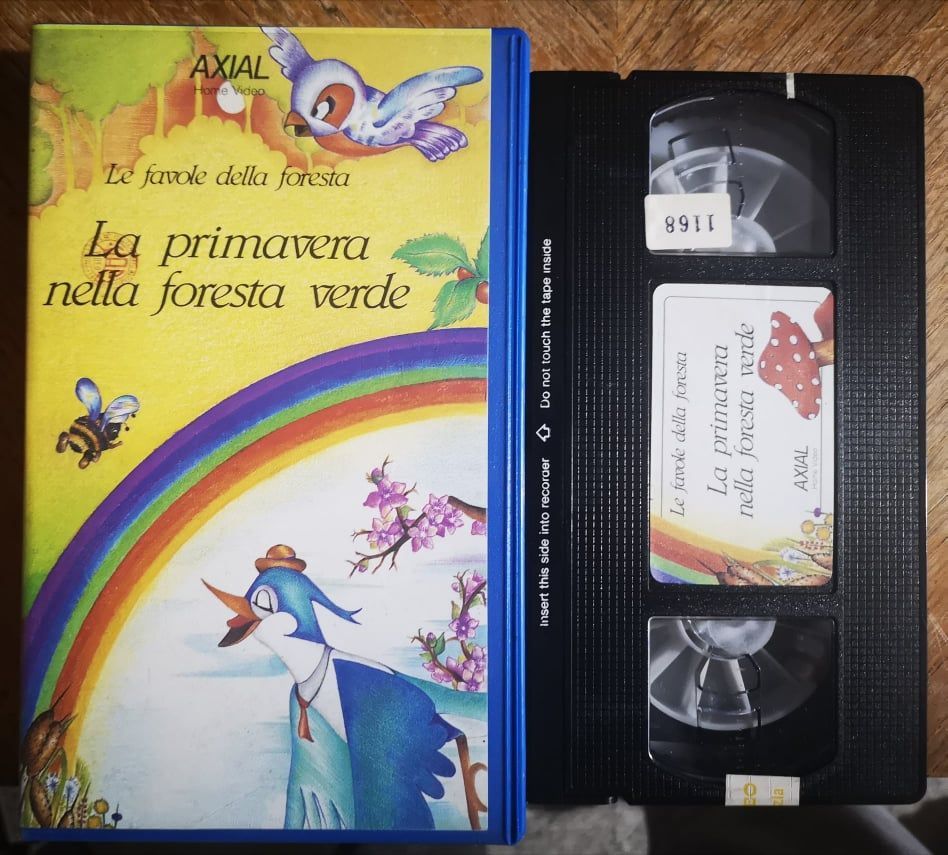 AXIAL
Home Video
Le favole della foresta
La primavera
nella foresta verde
Do not touch the tape inside
Insert this side into recorder
1168
Le favole della foresta
La primavera
nella foresta verde
AXIAL
Home Video